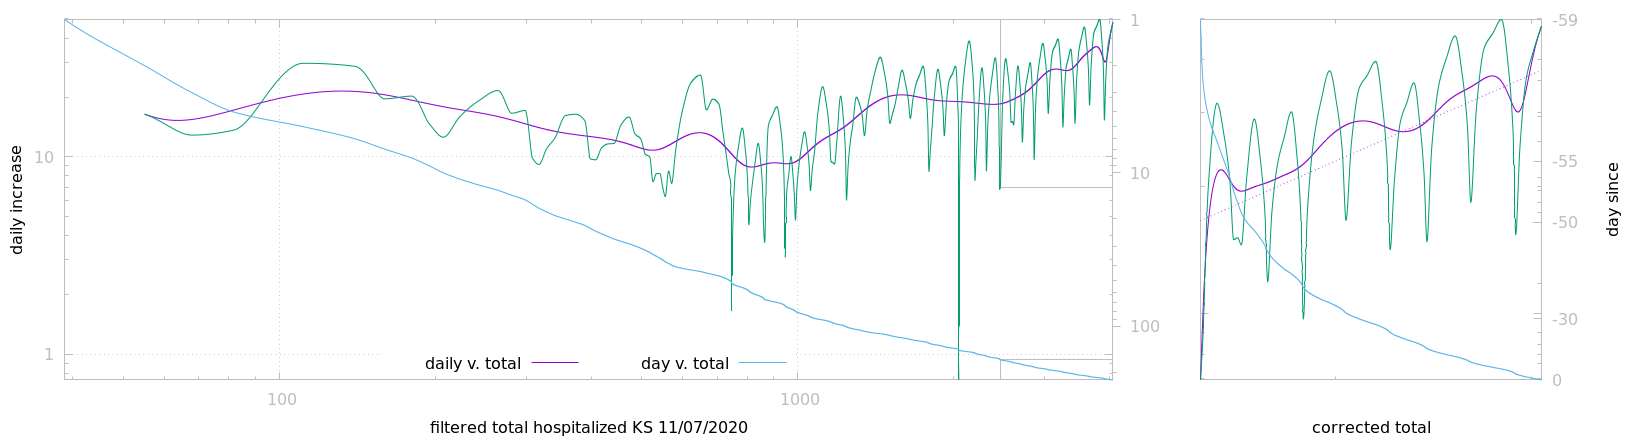 daily increase
10
1
100
1000
1
10
100
daily v. total
day v. total
filtered total hospitalized KS 11/07/2020
-59
-55
-50
-30
0
day since
corrected total